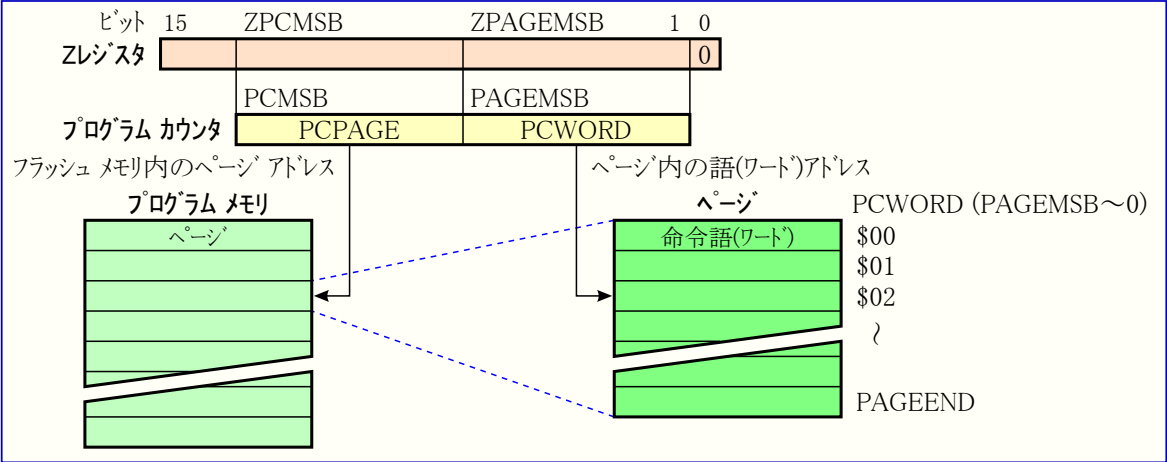 ビット 15 ZPCMSB ZPAGEMSB 1 0
Zレジスタ 0
PCMSB PAGEMSB
プログラム カウンタ PCPAGE PCWORD
フラッシュ メモリ内のページ アドレス ページ内の語(ワード)アドレス
プログラム メモリ ページ PCWORD (PAGEMSB～0)
ページ 命令語(ワード) $00
$01
$02
～
PAGEEND